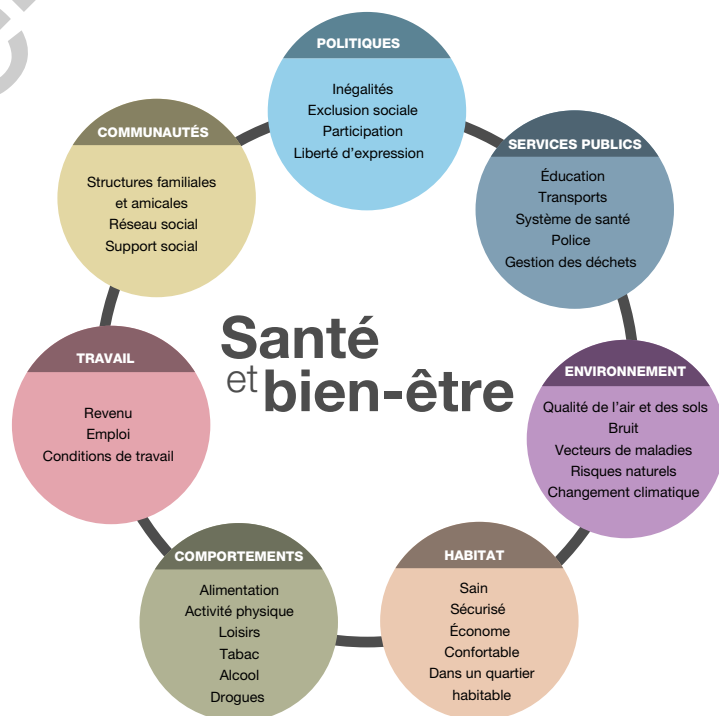 POLITIQUES
Inégalités
Exclusion sociale
Participation
Liberté d'expression
SERVICES PUBLICS
Éducation
Transports
Système de santé
Police
Gestion des déchets
ENVIRONNEMENT
Qualité de l'air et des sols
Bruit
Vecteurs de maladies
Risques naturels
Changement climatique
HABITAT
Sain
Sécurisé
Économe
Confortable
Dans un quartier
habitable
COMPORTEMENTS
Alimentation
Activité physique
Loisirs
Tabac
Alcool
Drogues
TRAVAIL
Revenu
Emploi
Conditions de travail
COMMUNAUTÉS
Structures familiales
et amicales
Réseau social
Support social
Santé
et bien-être